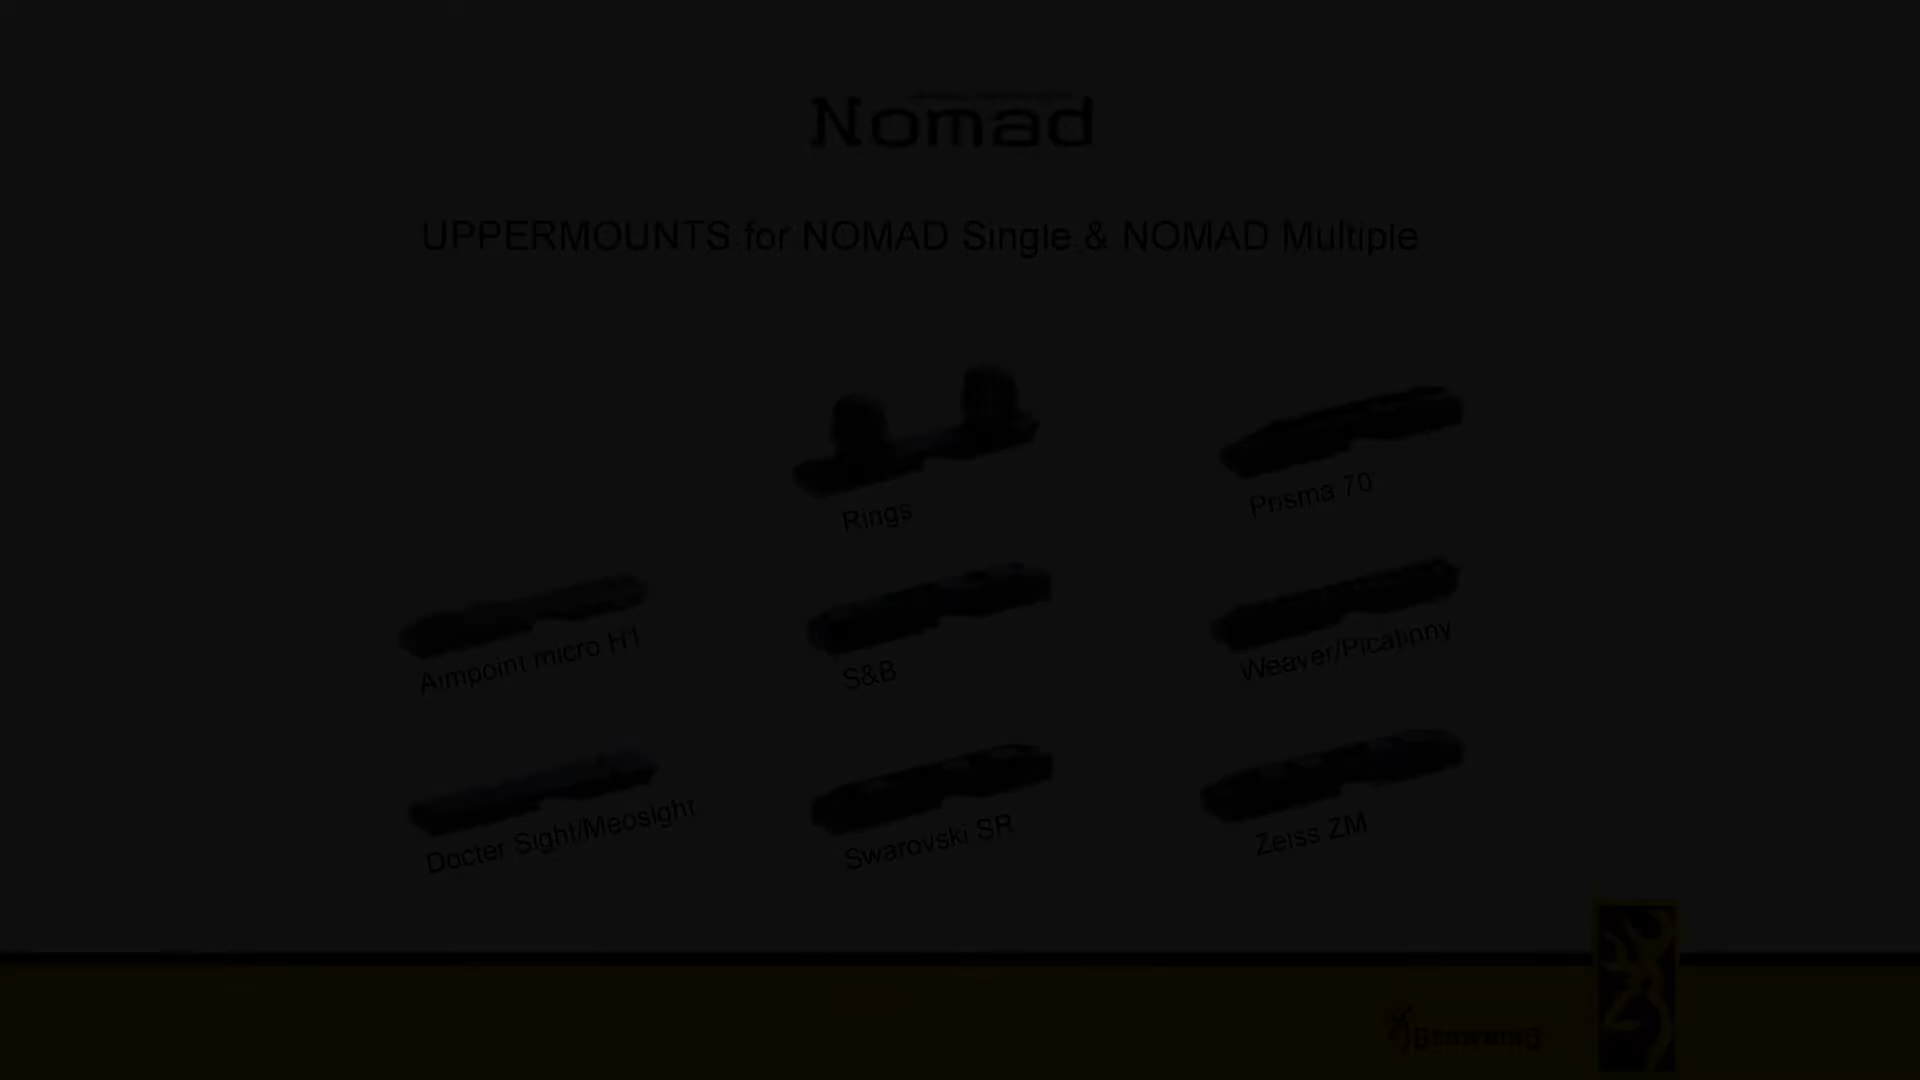 Nomad
UPPERMOUNTS for NOMAD Single & NOMAD Multiple
Rings
Prisma 70
Aimpoint micro H1
S&B
Weaver/Picatinny
Docter Sight/Meosight
Swarovski SR
Zeiss ZM
BROWNING